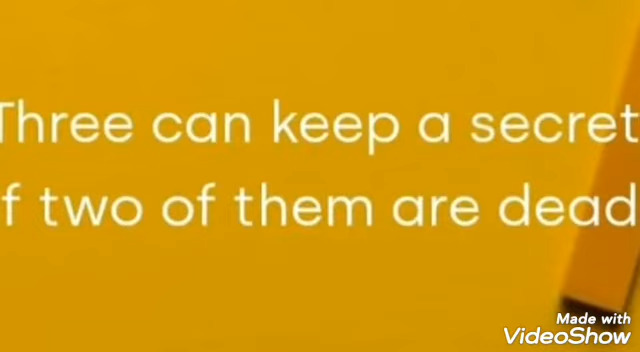 Three can keep a secret
f two of them are dead
Made with
VideoShow